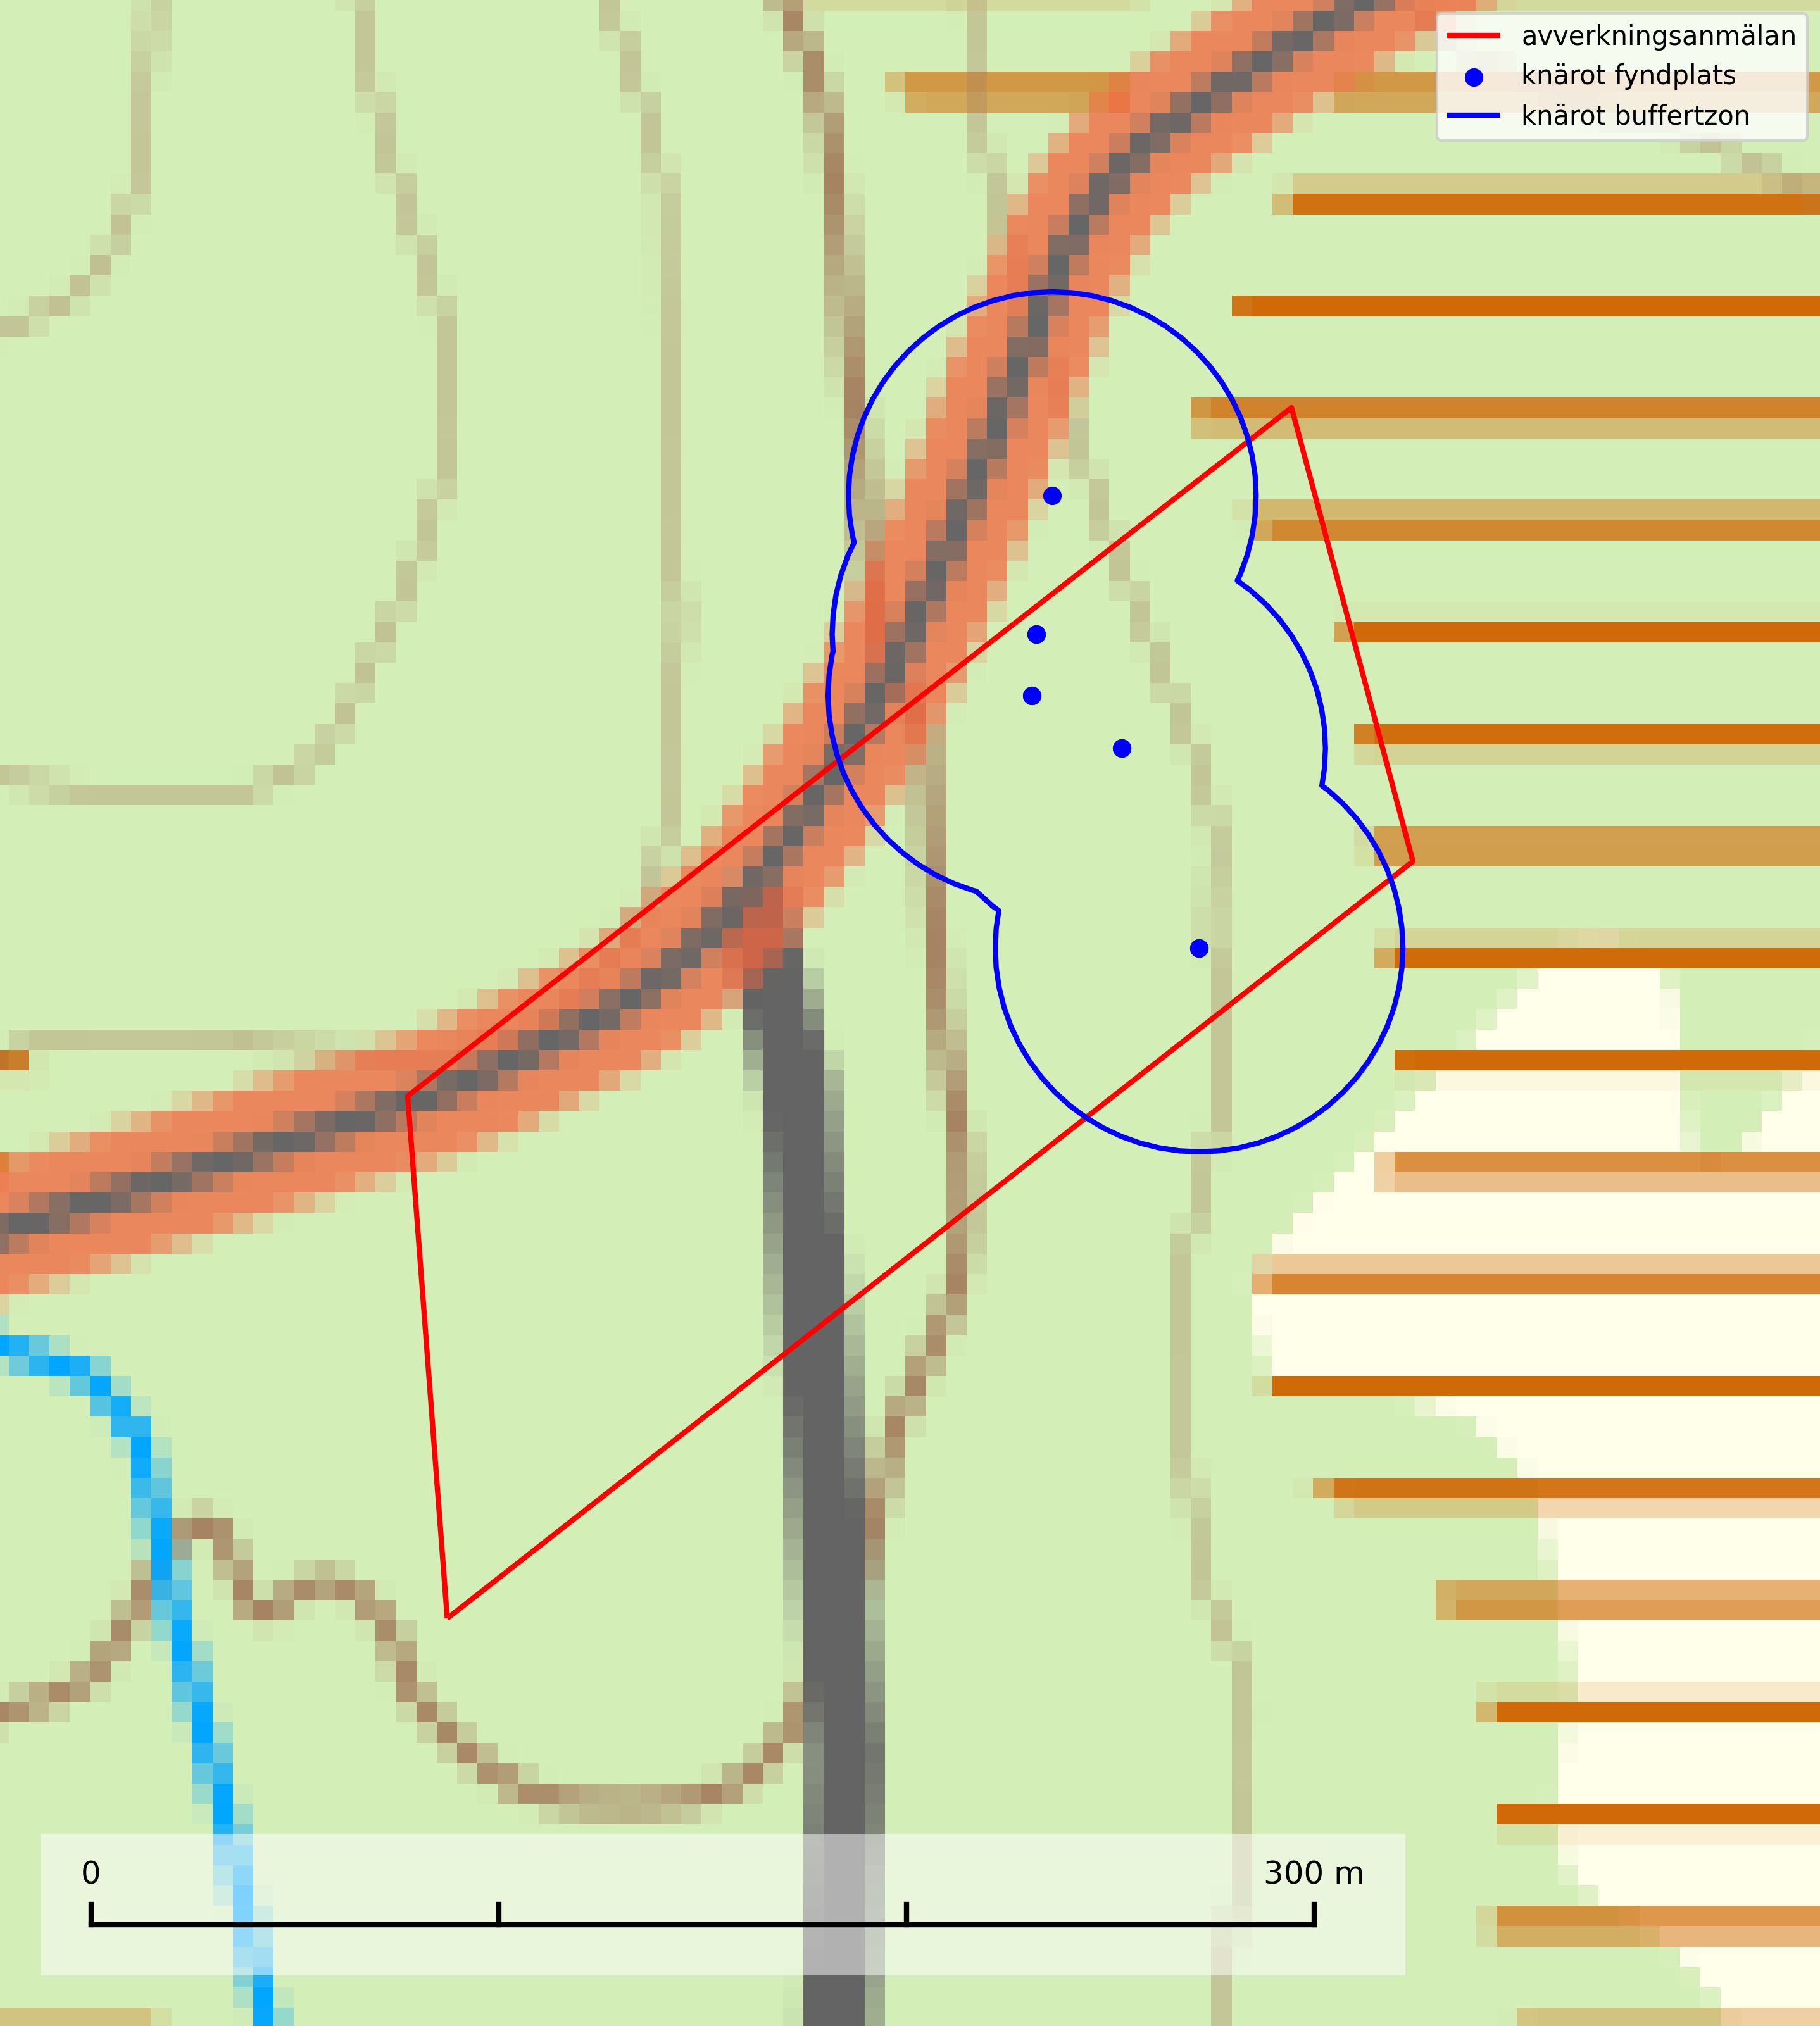 avverkningsanmälan
knärot fyndplats
knärot buffertzon
0
300 m